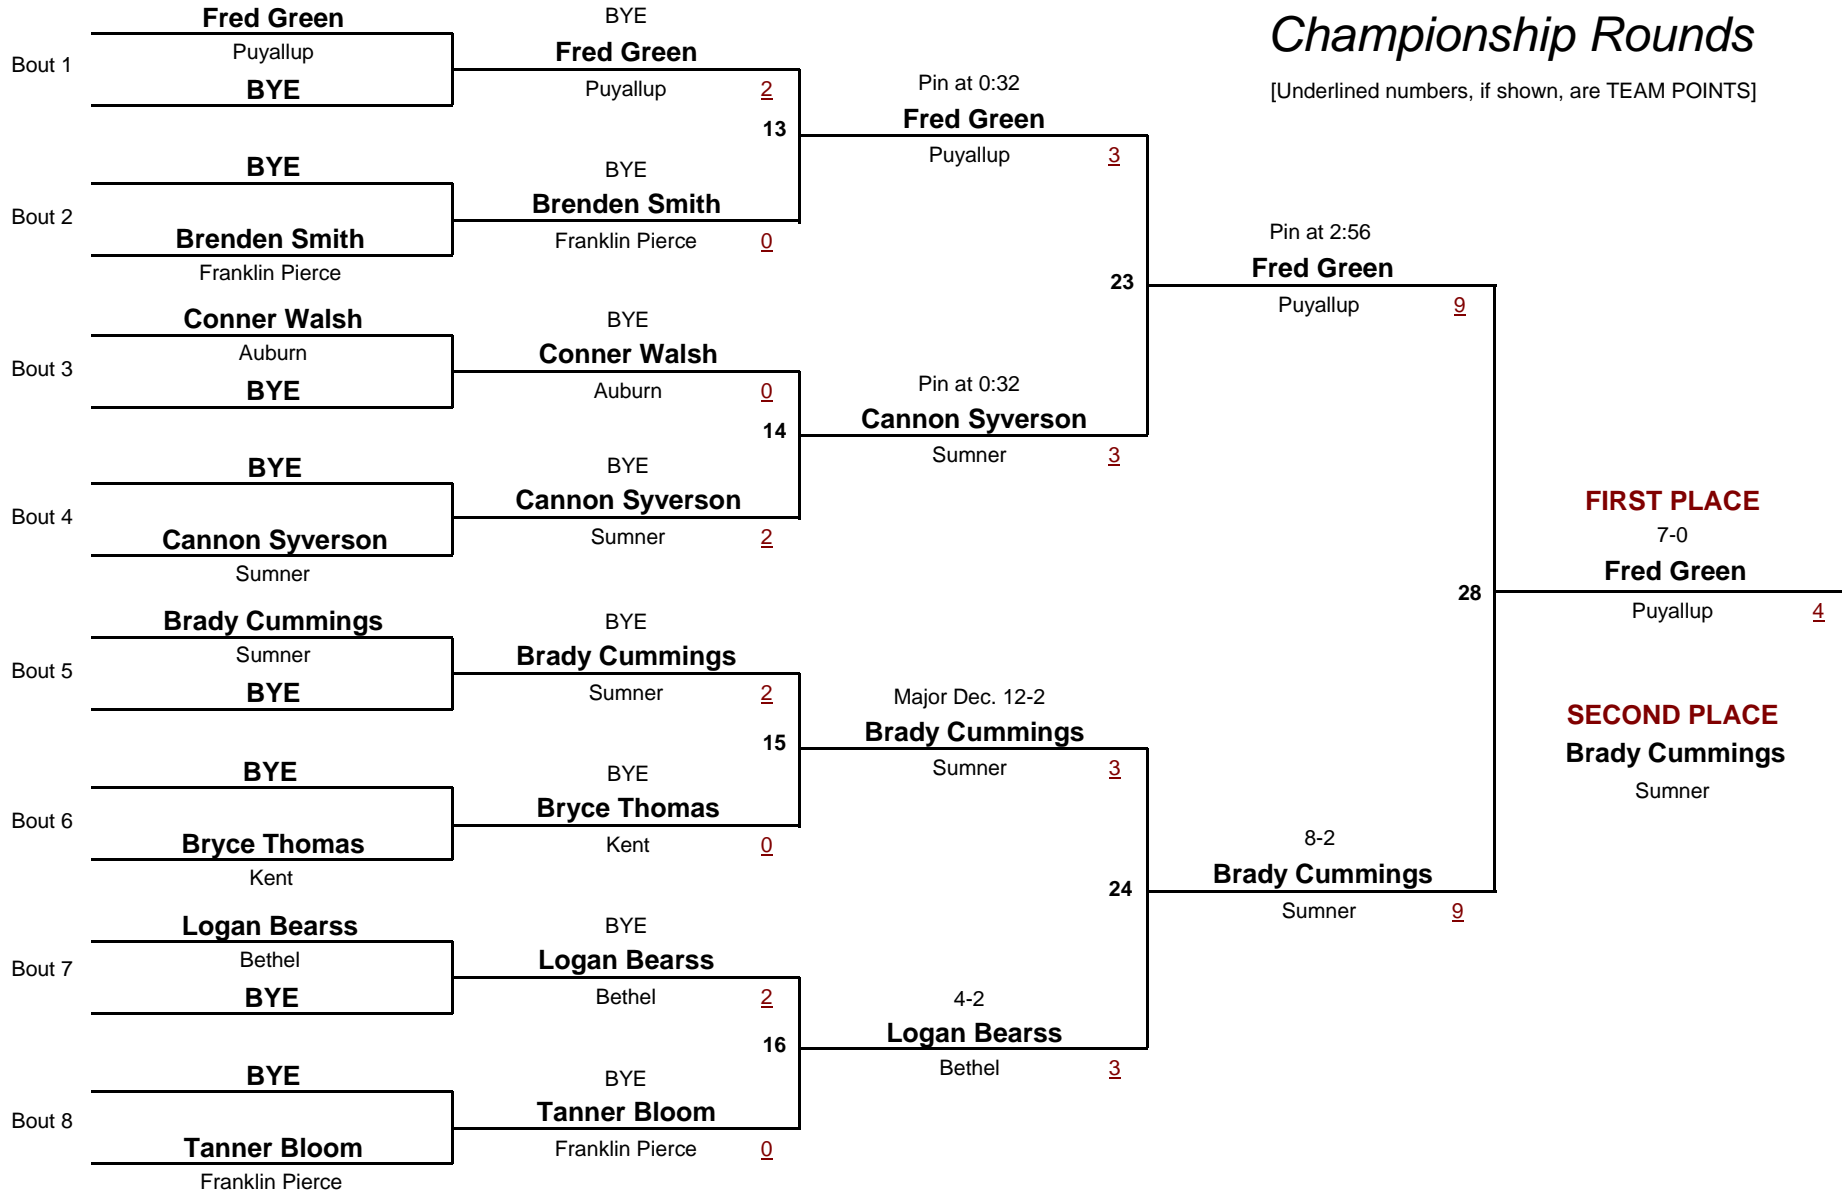 Championship Rounds
[Underlined numbers, if shown, are TEAM POINTS]
Bout 1
Fred Green
Puyallup
BYE
Bout 2
BYE
Brenden Smith
Franklin Pierce
Bout 3
Conner Walsh
Auburn
BYE
Bout 4
BYE
Cannon Syverson
Sumner
Bout 5
Brady Cummings
Sumner
BYE
Bout 6
BYE
Bryce Thomas
Kent
Bout 7
Logan Bearss
Bethel
BYE
Bout 8
BYE
Tanner Bloom
Franklin Pierce
BYE
Fred Green
Puyallup 2
13
BYE
Brenden Smith
Franklin Pierce 0
BYE
Conner Walsh
Auburn 0
14
BYE
Cannon Syverson
Sumner 2
BYE
Brady Cummings
Sumner 2
15
BYE
Bryce Thomas
Kent 0
BYE
Logan Bearss
Bethel 2
16
BYE
Tanner Bloom
Franklin Pierce 0
Pin at 0:32
Fred Green
Puyallup 3
23
Pin at 0:32
Cannon Syverson
Sumner 3
Major Dec. 12-2
Brady Cummings
Sumner 3
24
4-2
Logan Bearss
Bethel 3
Pin at 2:56
Fred Green
Puyallup 9
28
8-2
Brady Cummings
Sumner 9
FIRST PLACE
7-0
Fred Green
Puyallup 4
SECOND PLACE
Brady Cummings
Sumner